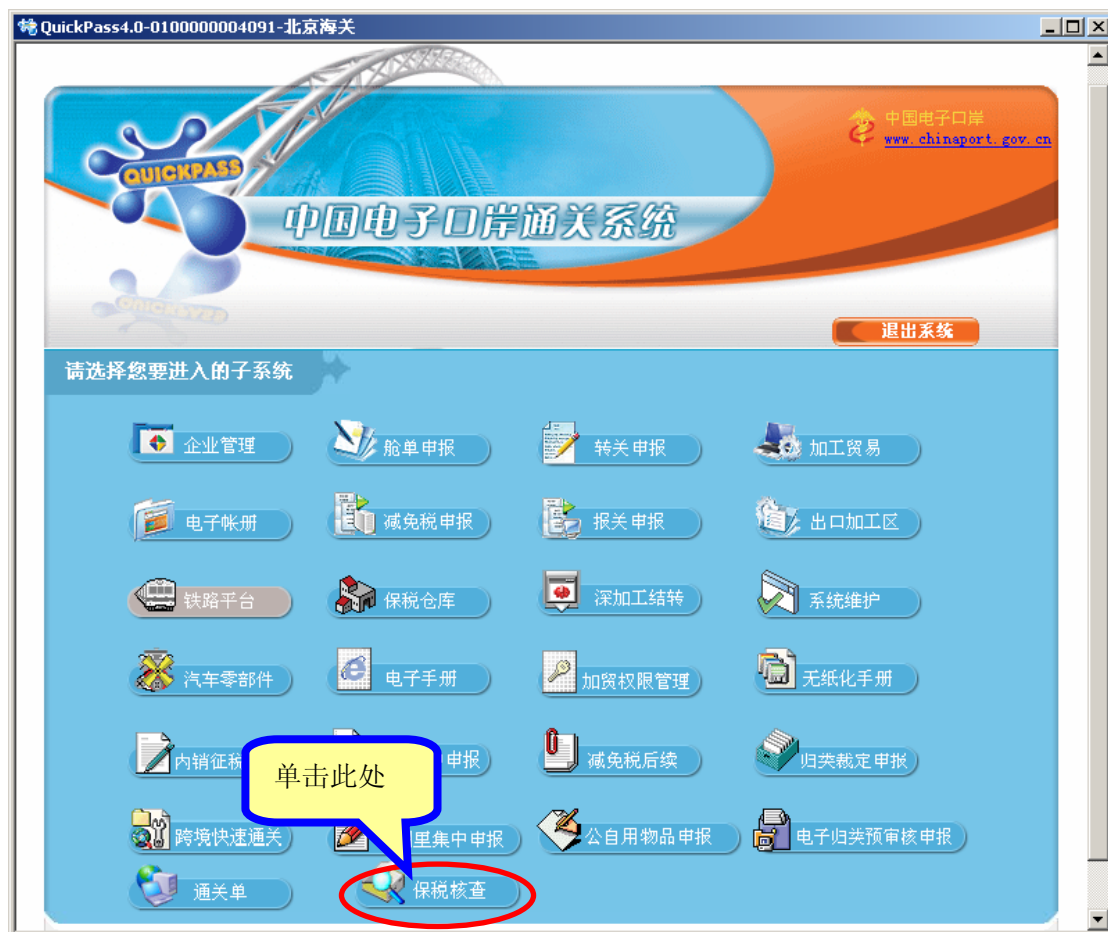 QuickPass4.0-0100000004091-北京海关
中国电子口岸
www.chinaport.gov.cn
QUICKPASS
中国电子口岸通关系统
QUICKPASS
退出系统
请选择您要进入的子系统
企业管理 舱单申报 转关申报 加工贸易
电子帐册 减免税申报 报关申报 出口加工区
铁路平台 保税仓库 深加工结转 系统维护
汽车零部件 电子手册 加贸权限管理 无纸化手册
内销征税 申报 减免税后续 归类裁定申报
单击此处
跨境快速通关 里集中申报 公自用物品申报 电子归类预审核申报
通关单 保税核查